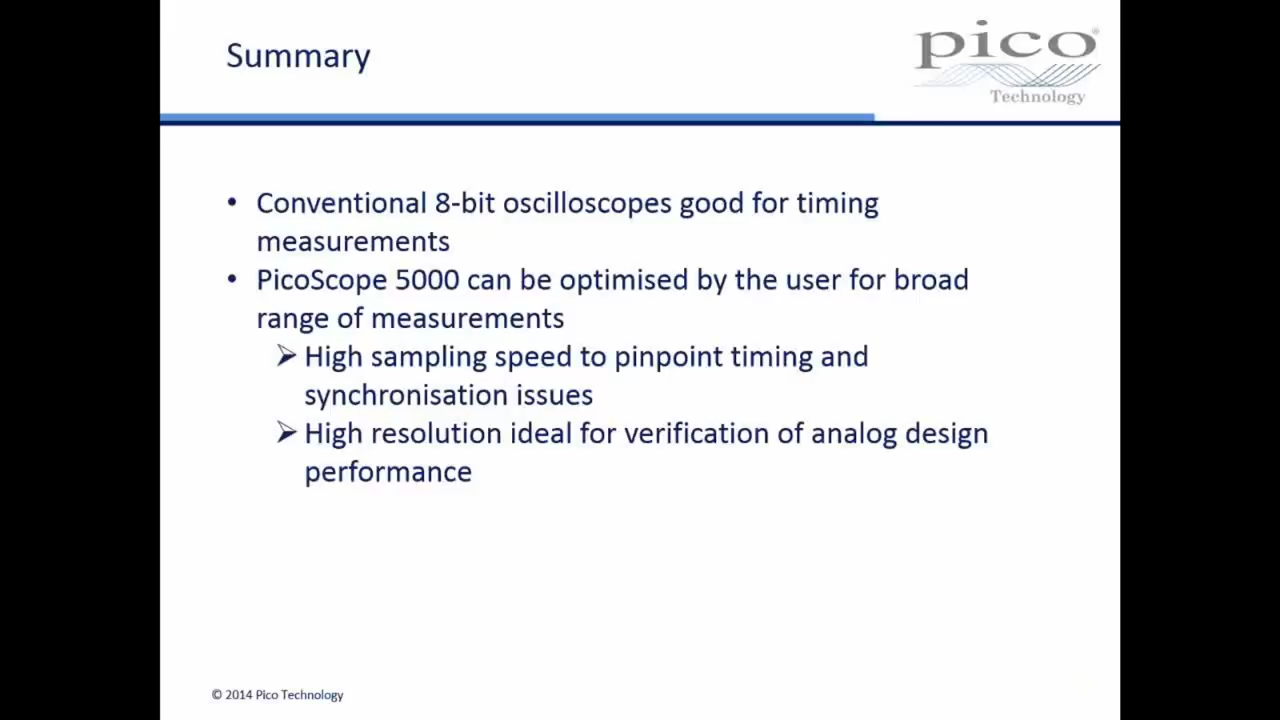 Summary
pico®
Technology
• Conventional 8-bit oscilloscopes good for timing
measurements
• PicoScope 5000 can be optimised by the user for broad
range of measurements
➢ High sampling speed to pinpoint timing and
synchronisation issues
➢ High resolution ideal for verification of analog design
performance
© 2014 Pico Technology